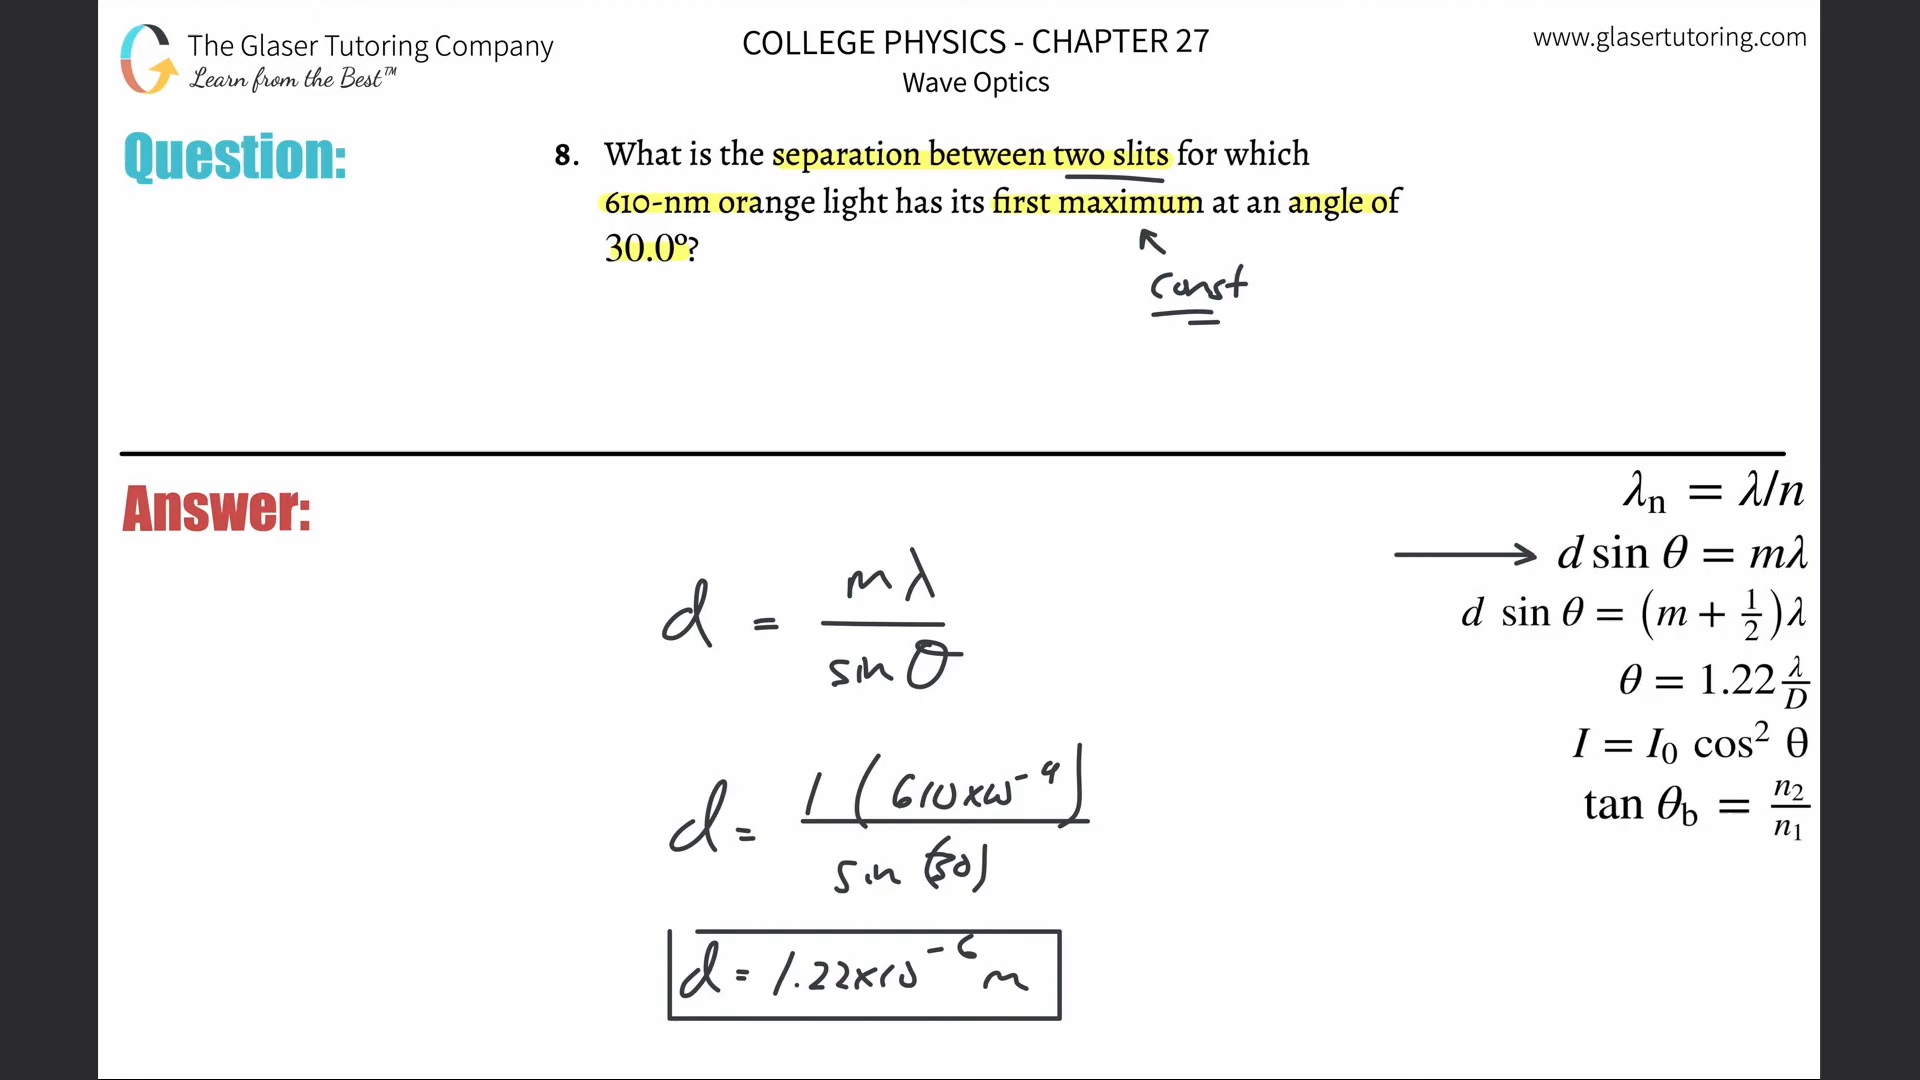 The Glaser Tutoring Company
Learn from the Best™
COLLEGE PHYSICS - CHAPTER 27
Wave Optics
www.glasertutoring.com
Question:
8. What is the separation between two slits for which
610-nm orange light has its first maximum at an angle of
30.0º?
const
Answer:
λn = λ/n
d sin θ = mλ
d sin θ = (m + 1/2)λ
θ = 1.22 λ/D
I = I0 cos² θ
tan θb = n2/n1
d = mλ / sin θ
d = 1 (610x10⁻⁹) / sin (30)
d = 1.22x10⁻⁶ m